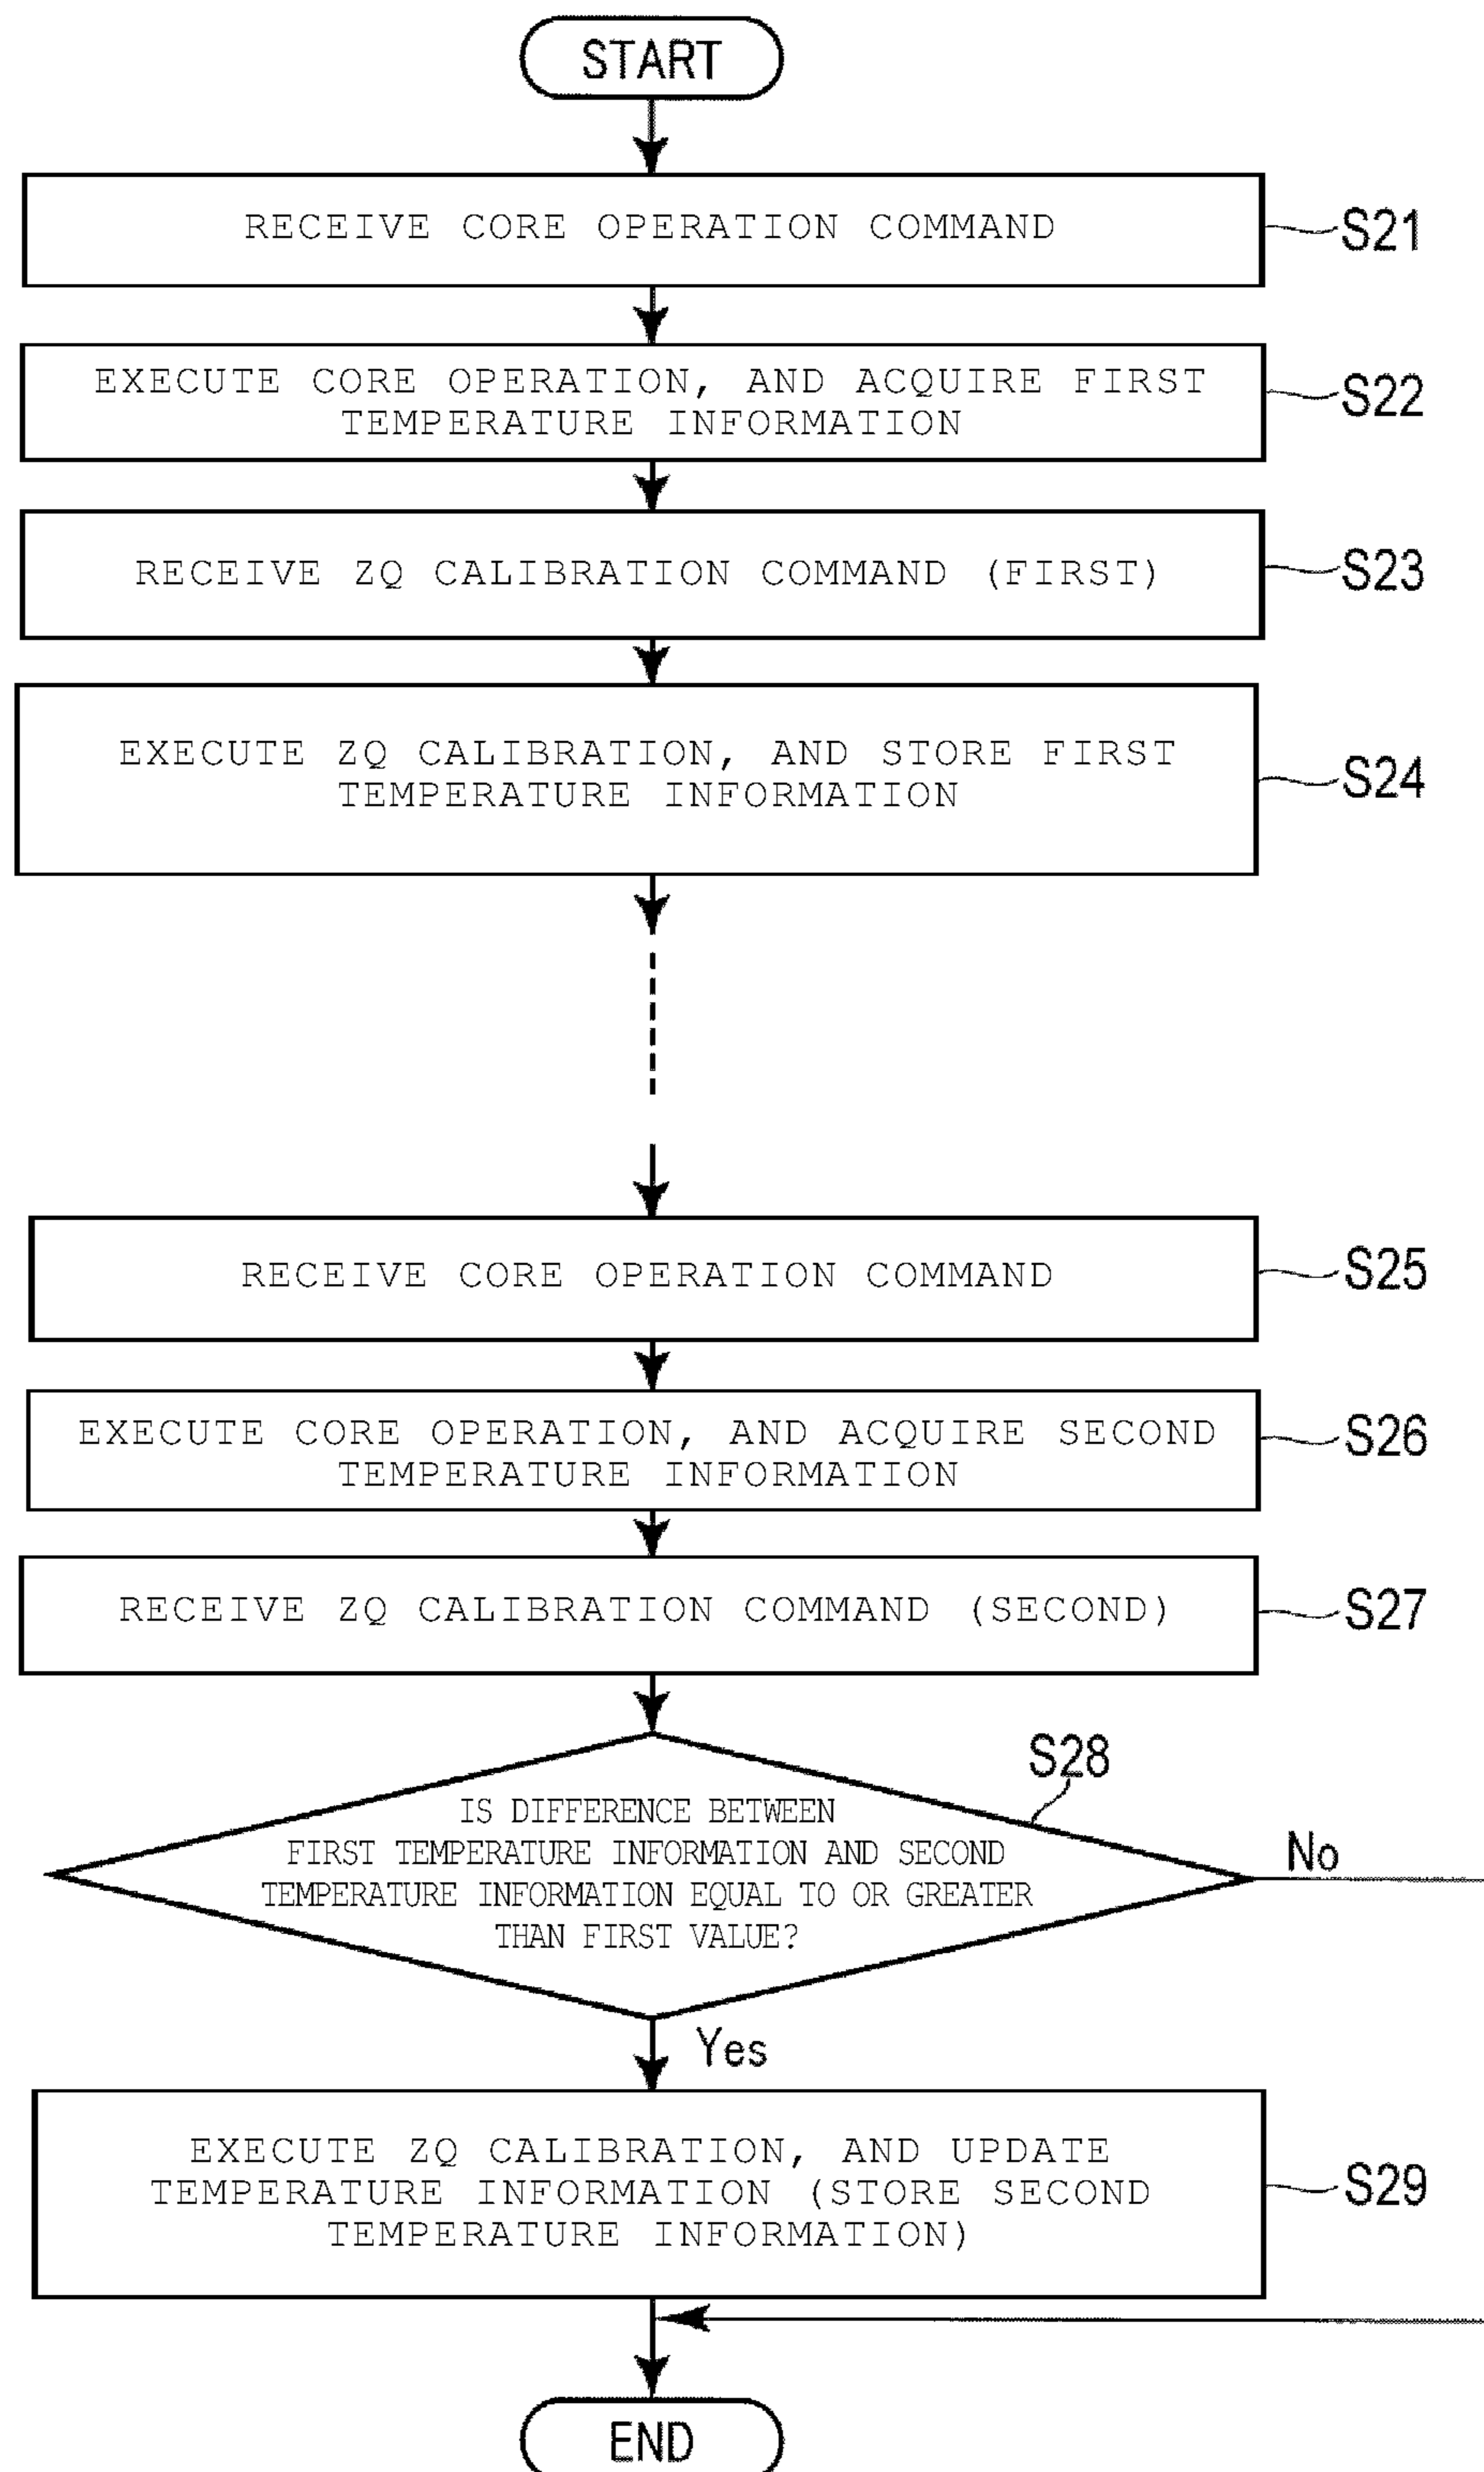 START
RECEIVE CORE OPERATION COMMAND
S21
EXECUTE CORE OPERATION, AND ACQUIRE FIRST
TEMPERATURE INFORMATION
S22
RECEIVE ZQ CALIBRATION COMMAND (FIRST)
S23
EXECUTE ZQ CALIBRATION, AND STORE FIRST
TEMPERATURE INFORMATION
S24
RECEIVE CORE OPERATION COMMAND
S25
EXECUTE CORE OPERATION, AND ACQUIRE SECOND
TEMPERATURE INFORMATION
S26
RECEIVE ZQ CALIBRATION COMMAND (SECOND)
S27
S28
IS DIFFERENCE BETWEEN
FIRST TEMPERATURE INFORMATION AND SECOND
TEMPERATURE INFORMATION EQUAL TO OR GREATER
THAN FIRST VALUE?
No
Yes
EXECUTE ZQ CALIBRATION, AND UPDATE
TEMPERATURE INFORMATION (STORE SECOND
TEMPERATURE INFORMATION)
S29
END